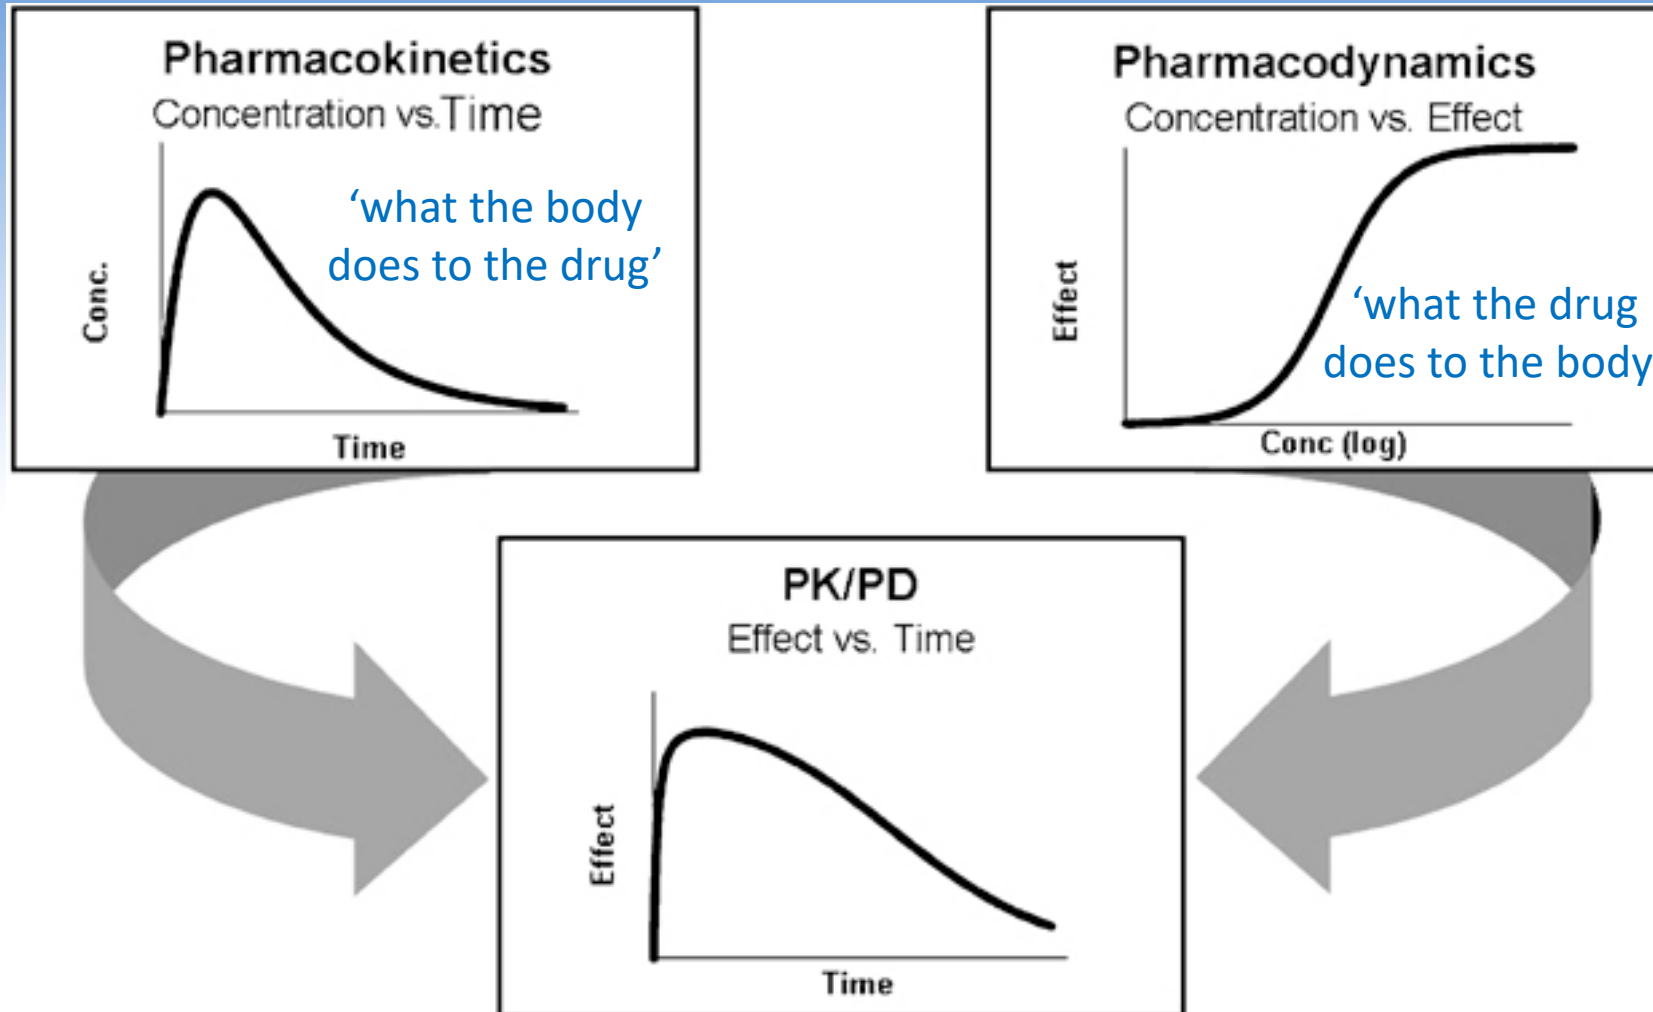 Pharmacokinetics
Concentration vs.Time
‘what the body
does to the drug’
Conc.
Time
Pharmacodynamics
Concentration vs. Effect
Effect
‘what the drug
does to the body
Conc (log)
PK/PD
Effect vs. Time
Effect
Time